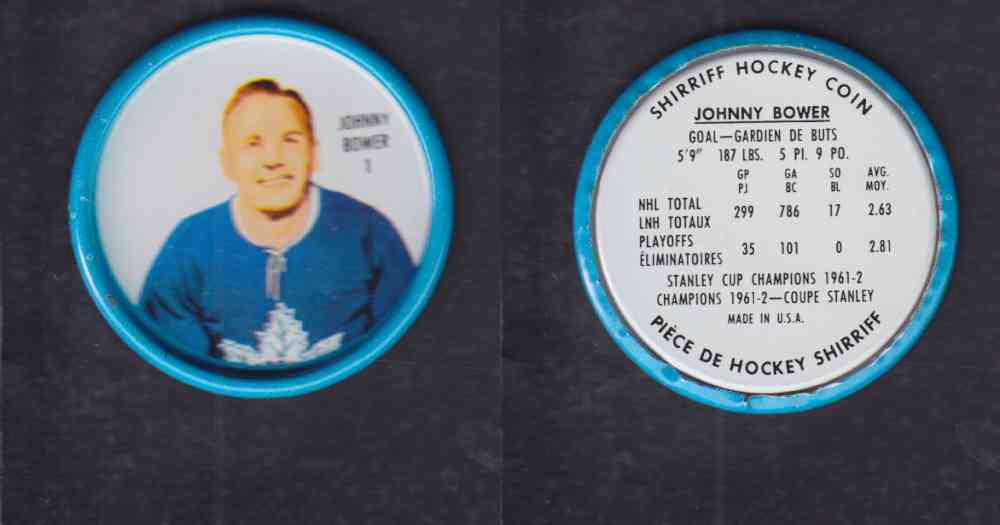 JOHNNY
BOWER
1
SHIRRIFF HOCKEY COIN
JOHNNY BOWER
GOAL—GARDIEN DE BUTS
5'9" 187 LBS. 5 PI. 9 PO.
GP GA SO AVG.
PJ BC BL MOY.
NHL TOTAL
LNH TOTAUX 299 786 17 2.63
PLAYOFFS
ÉLIMINATOIRES 35 101 0 2.81
STANLEY CUP CHAMPIONS 1961-2
CHAMPIONS 1961-2—COUPE STANLEY
MADE IN U.S.A.
PIÈCE DE HOCKEY SHIRRIFF